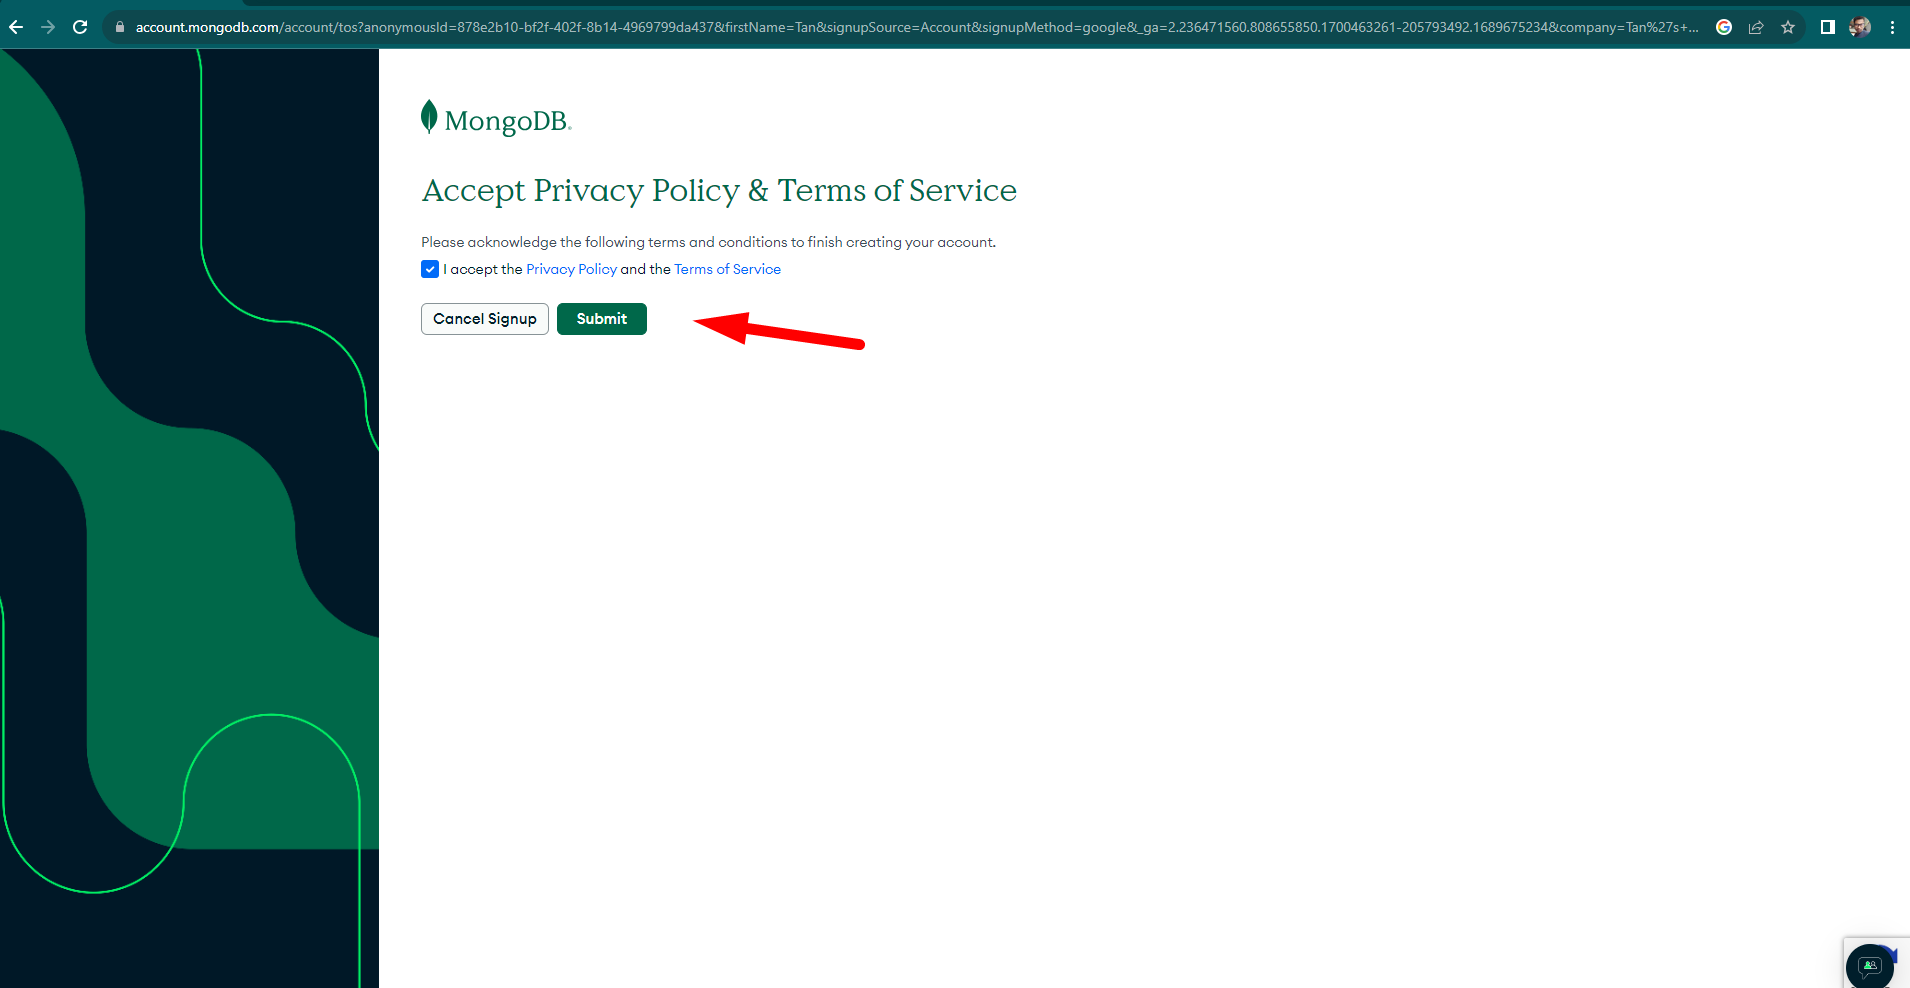 account.mongodb.com/account/tos?anonymousId=878e2b10-bf2f-402f-8b14-4969799da437&firstName=Tan&signupSource=Account&signupMethod=google&_ga=2.236471560.808655850.1700463261-205793492.1689675234&company=Tan%27s+...
MongoDB.
Accept Privacy Policy & Terms of Service
Please acknowledge the following terms and conditions to finish creating your account.
I accept the Privacy Policy and the Terms of Service
Cancel Signup Submit